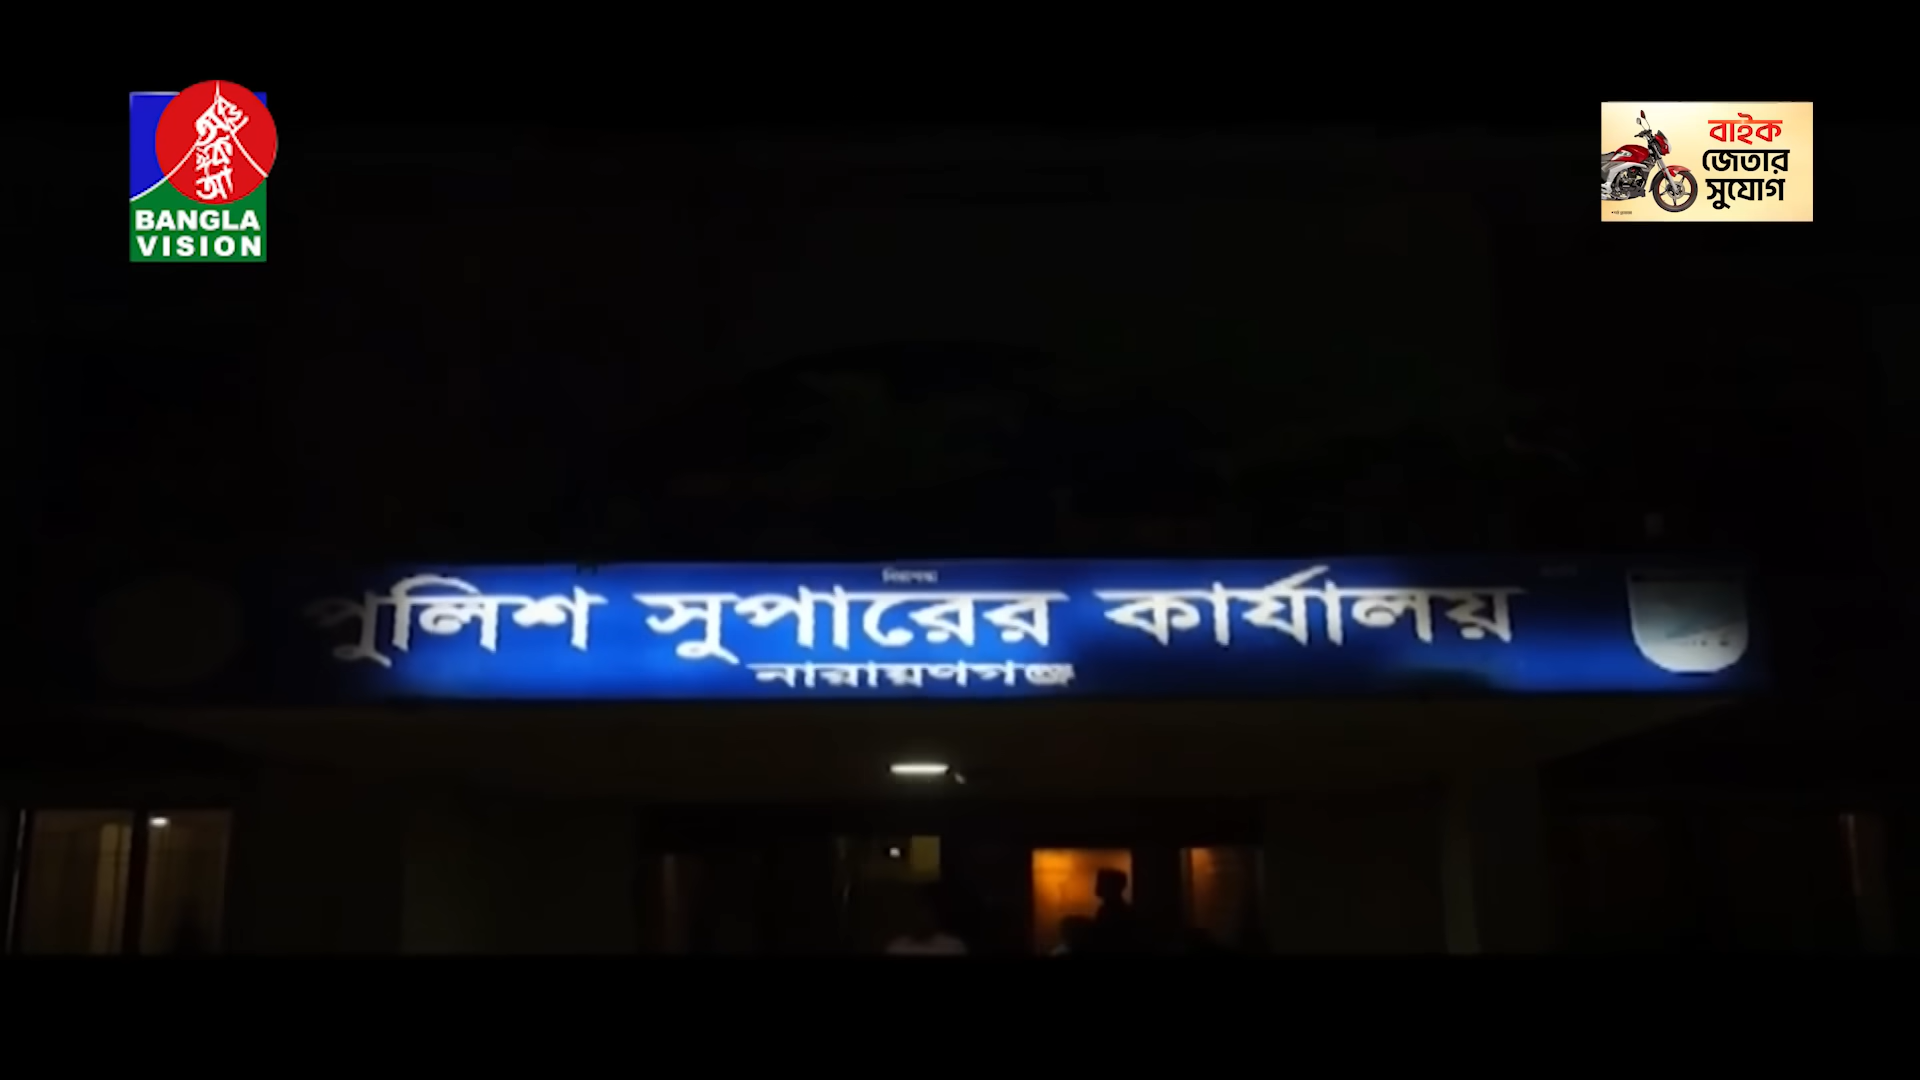 BANGLA
VISION
বাইক
জেতার
সুযোগ
পুলিশ সুপারের কার্যালয়
নারায়ণগঞ্জ